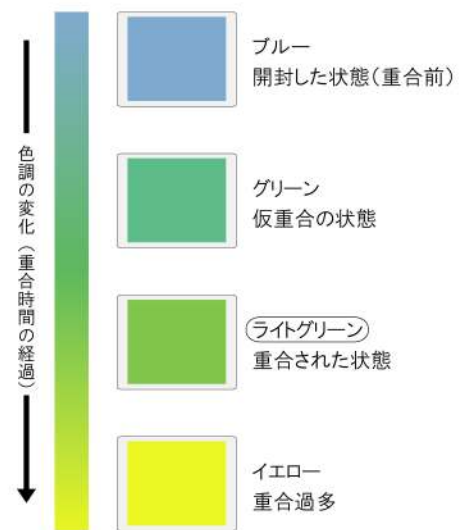 色調の変化（重合時間の経過）
ブルー
開封した状態（重合前）
グリーン
仮重合の状態
ライトグリーン
重合された状態
イエロー
重合過多